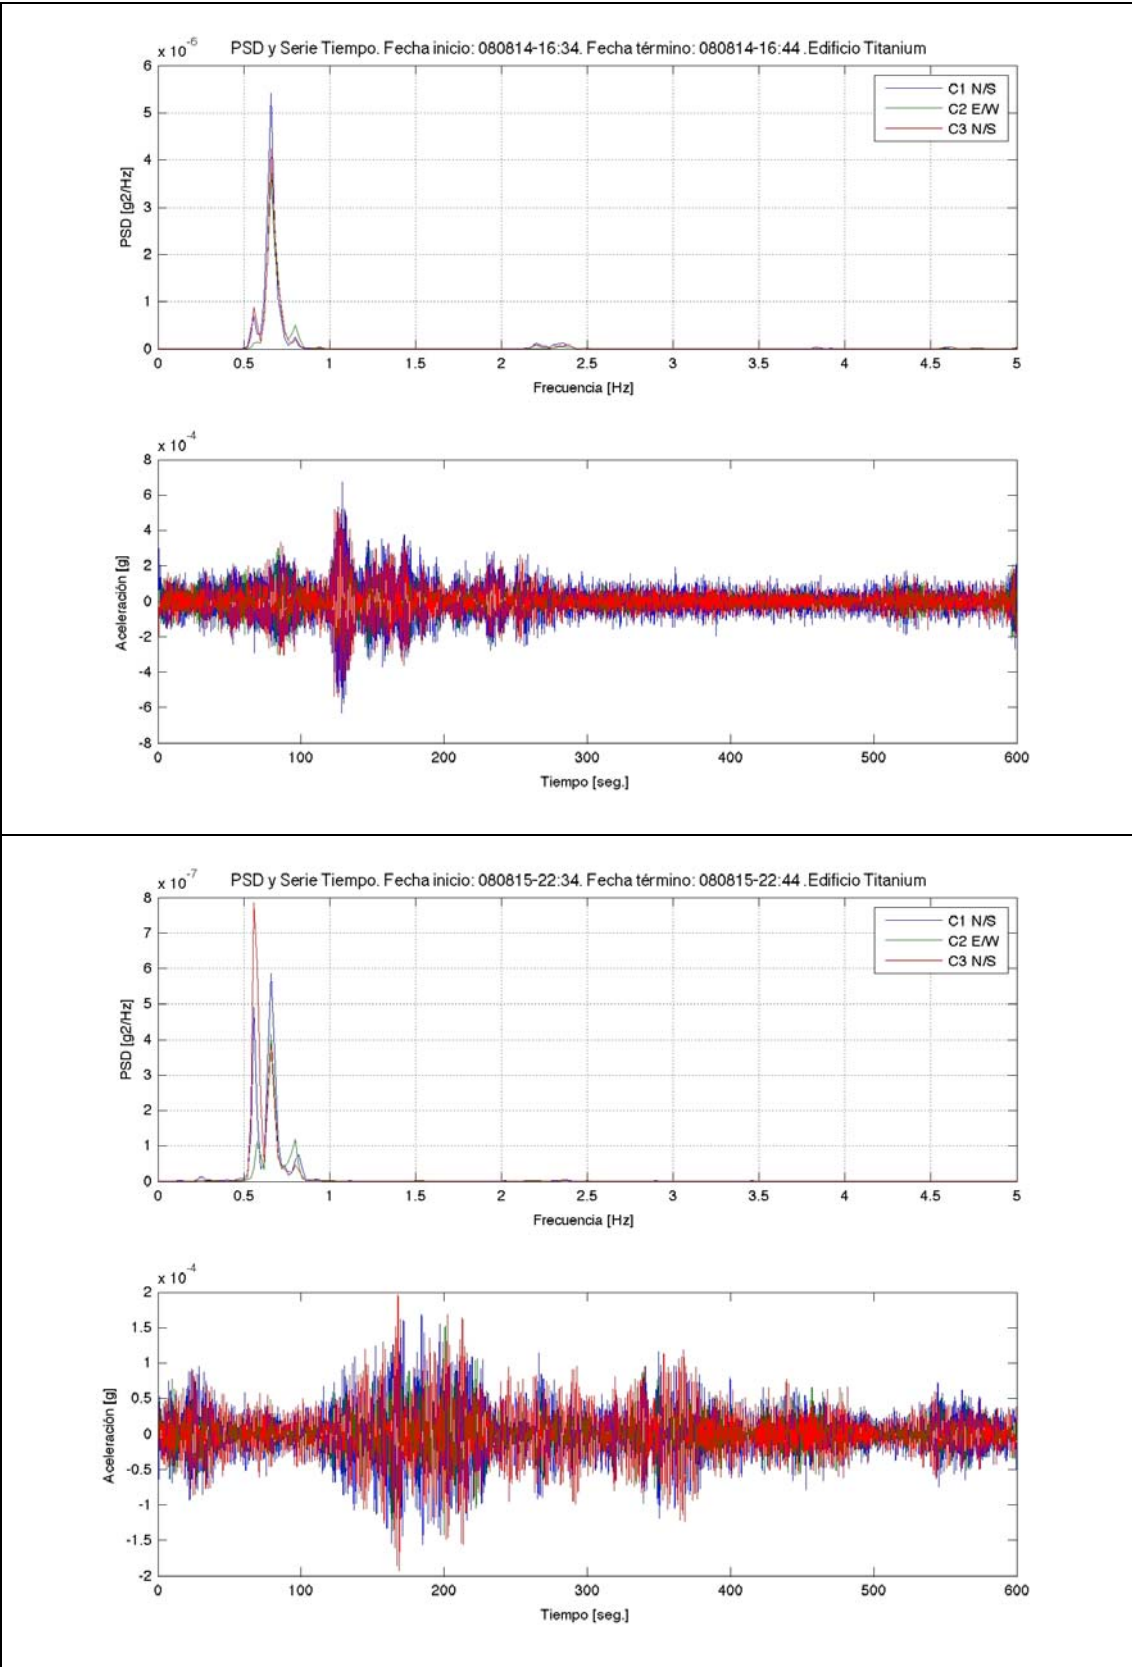 x 10-6
PSD y Serie Tiempo. Fecha inicio: 080814-16:34. Fecha término: 080814-16:44 .Edificio Titanium
6
5
4
3
2
1
0
PSD [g2/Hz]
C1 N/S
C2 E/W
C3 N/S
0 0.5 1 1.5 2 2.5 3 3.5 4 4.5 5
Frecuencia [Hz]
x 10-4
8
6
4
2
0
-2
-4
-6
-8
Aceleración [g]
0 100 200 300 400 500 600
Tiempo [seg.]
x 10-7
PSD y Serie Tiempo. Fecha inicio: 080815-22:34. Fecha término: 080815-22:44 .Edificio Titanium
8
7
6
5
4
3
2
1
0
PSD [g2/Hz]
C1 N/S
C2 E/W
C3 N/S
0 0.5 1 1.5 2 2.5 3 3.5 4 4.5 5
Frecuencia [Hz]
x 10-4
2
1.5
1
0.5
0
-0.5
-1
-1.5
-2
Aceleración [g]
0 100 200 300 400 500 600
Tiempo [seg.]